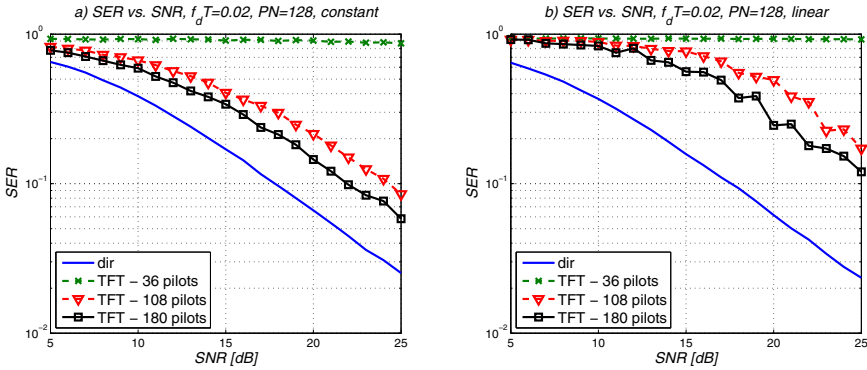 a) SER vs. SNR, f_dT=0.02, PN=128, constant
SER
10^0
10^-1
10^-2
dir
TFT - 36 pilots
TFT - 108 pilots
TFT - 180 pilots
5 10 15 20 25
SNR [dB]
b) SER vs. SNR, f_dT=0.02, PN=128, linear
SER
10^0
10^-1
10^-2
dir
TFT - 36 pilots
TFT - 108 pilots
TFT - 180 pilots
5 10 15 20 25
SNR [dB]